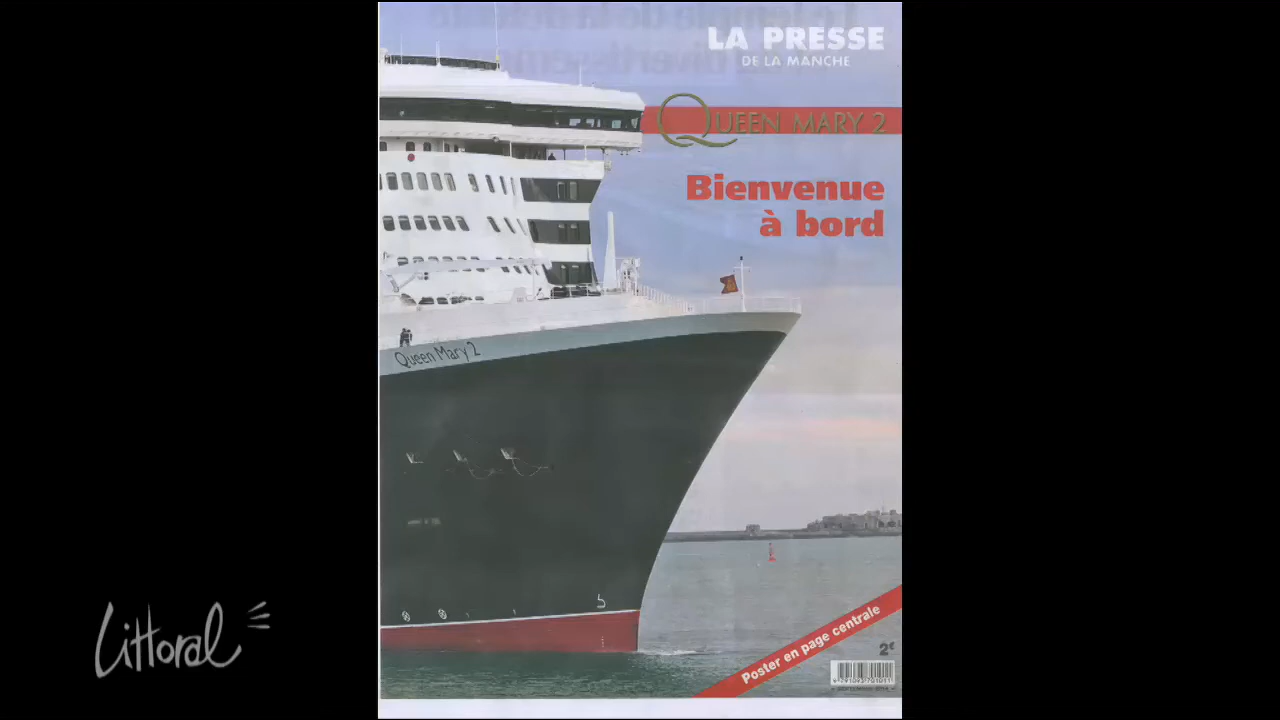 LA PRESSE
DE LA MANCHE
QUEEN MARY 2
Bienvenue
à bord
Queen Mary 2
5
Poster en page centrale
2€
Littoral